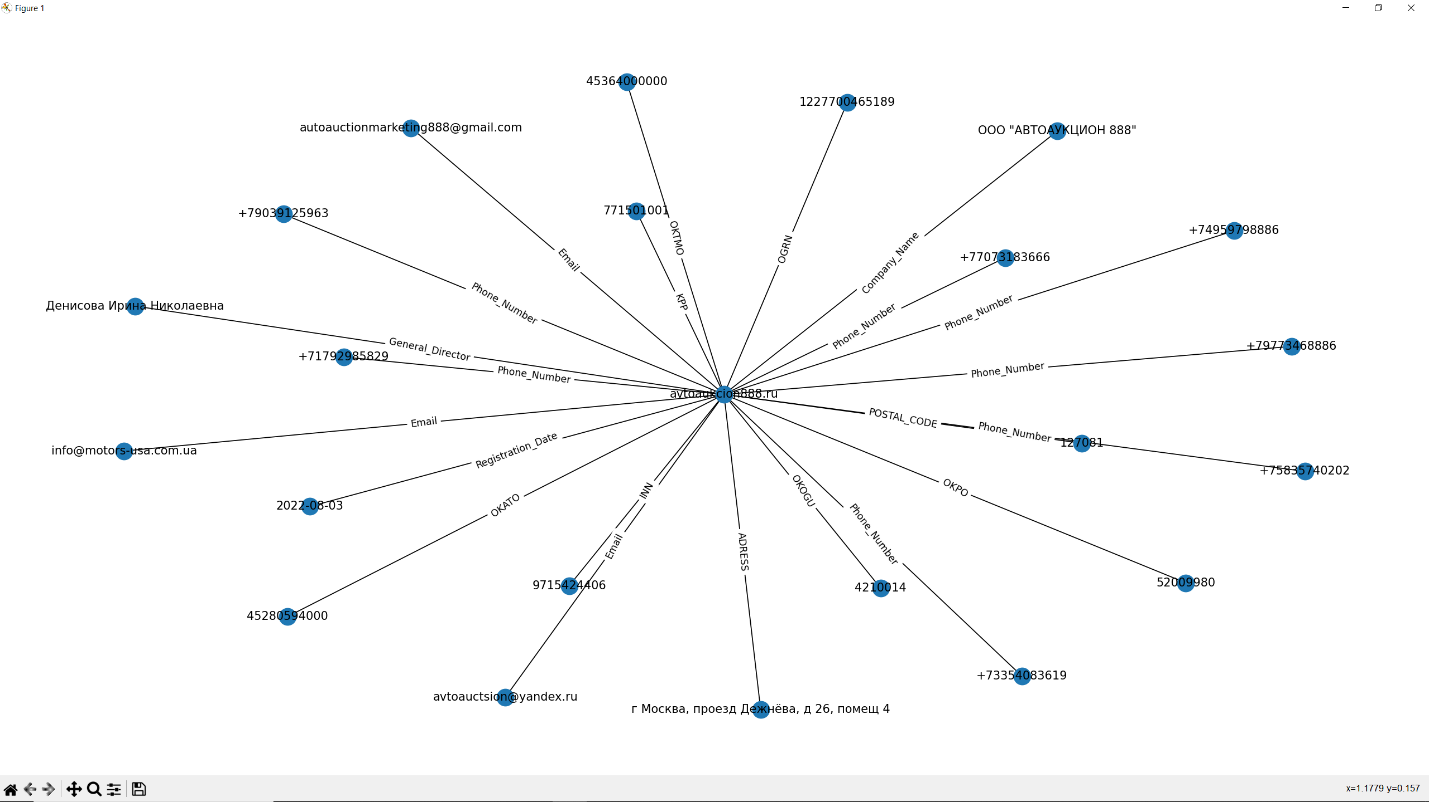 Figure 1
45364000000
1227700465189
autoauctionmarketing888@gmail.com
ООО "АВТОАУКЦИОН 888"
+79039125963
771501001
+74959798886
OKTMO
OGRN
Email
Company_Name
+77073183666
Phone_Number
KPP
Phone_Number
Phone_Number
Денисова Ирина Николаевна
General_Director
+79773468886
+71792985829
Phone_Number
Phone_Number
avtoaukcion888.ru
Email
POSTAL_CODE
Phone_Number
127081
info@motors-usa.com.ua
Registration_Date
+75835740202
2022-08-03
OKATO
INN
OKOGU
OKPO
Email
ADRESS
Phone_Number
9715424406
4210014
52009980
45280594000
+73354083619
avtoauctsion@yandex.ru
г Москва, проезд Дежнёва, д 26, помещ 4
x=1.1779 y=0.157